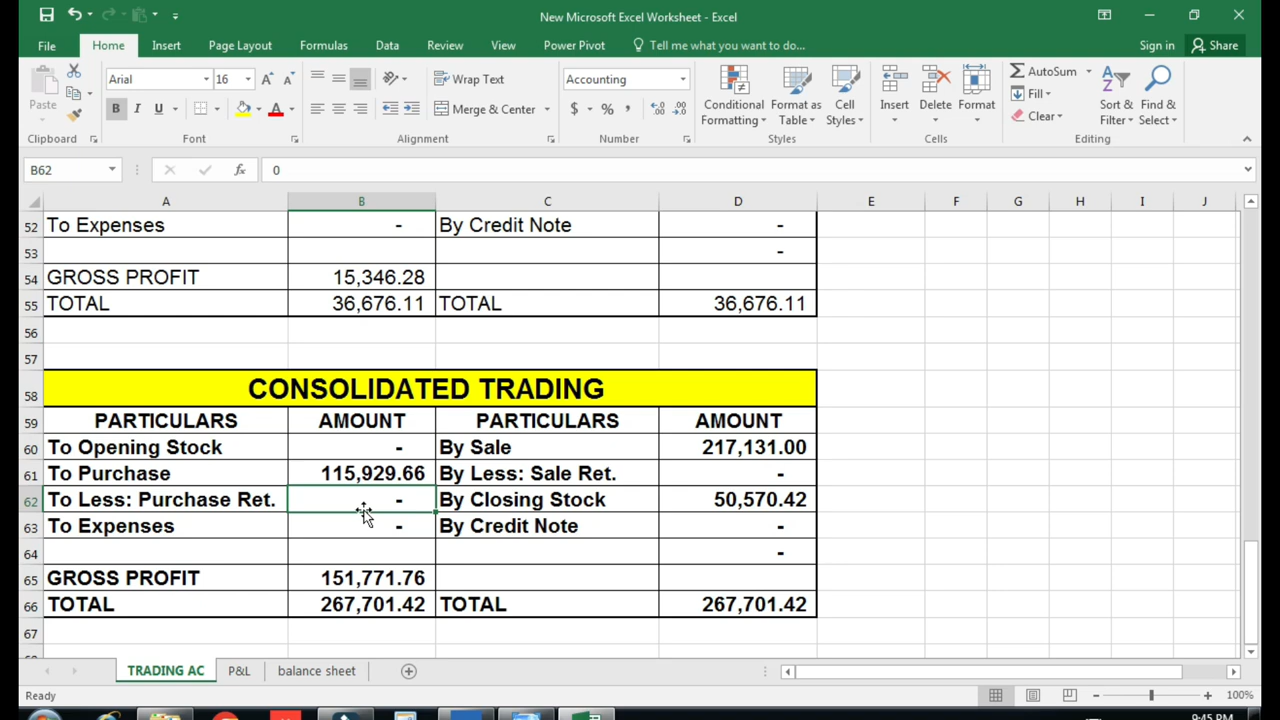 New Microsoft Excel Worksheet - Excel
File Home Insert Page Layout Formulas Data Review View Power Pivot Tell me what you want to do... Sign in Share
Arial 16 Wrap Text Accounting AutoSum
Paste B I U Merge & Center $ % , Conditional Formatting Format as Table Cell Styles Insert Delete Format Fill Clear Sort & Filter Find & Select
Clipboard Font Alignment Number Styles Cells Editing
B62 fx 0
A B C D E F G H I J
52 To Expenses - By Credit Note -
53 -
54 GROSS PROFIT 15,346.28
55 TOTAL 36,676.11 TOTAL 36,676.11
56
57
58 CONSOLIDATED TRADING
59 PARTICULARS AMOUNT PARTICULARS AMOUNT
60 To Opening Stock - By Sale 217,131.00
61 To Purchase 115,929.66 By Less: Sale Ret. -
62 To Less: Purchase Ret. - By Closing Stock 50,570.42
63 To Expenses - By Credit Note -
64 -
65 GROSS PROFIT 151,771.76
66 TOTAL 267,701.42 TOTAL 267,701.42
67
TRADING AC P&L balance sheet
Ready 100%
9:45 PM